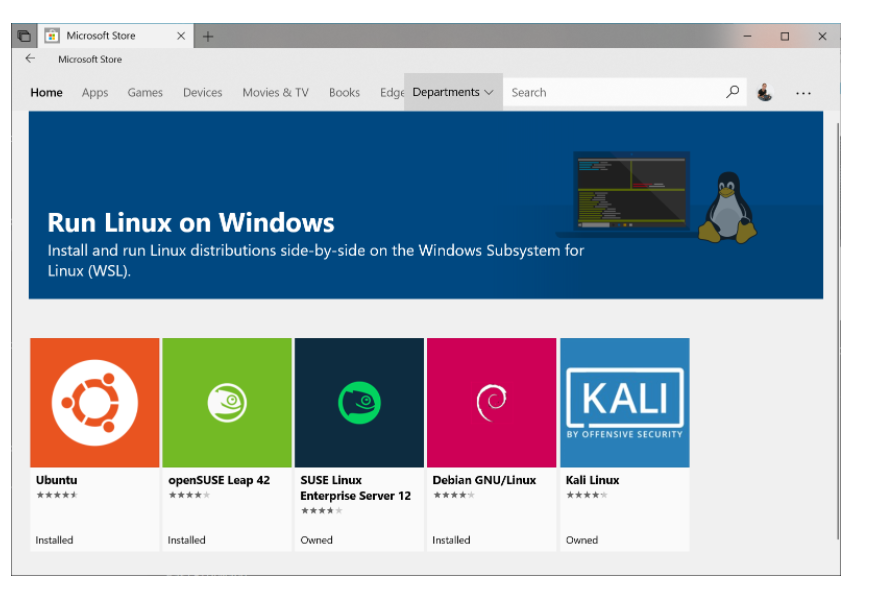 Microsoft Store
Microsoft Store
Home Apps Games Devices Movies & TV Books Edge Departments Search
Run Linux on Windows
Install and run Linux distributions side-by-side on the Windows Subsystem for
Linux (WSL).
KALI
BY OFFENSIVE SECURITY
Ubuntu
Installed
openSUSE Leap 42
Installed
SUSE Linux
Enterprise Server 12
Owned
Debian GNU/Linux
Installed
Kali Linux
Owned